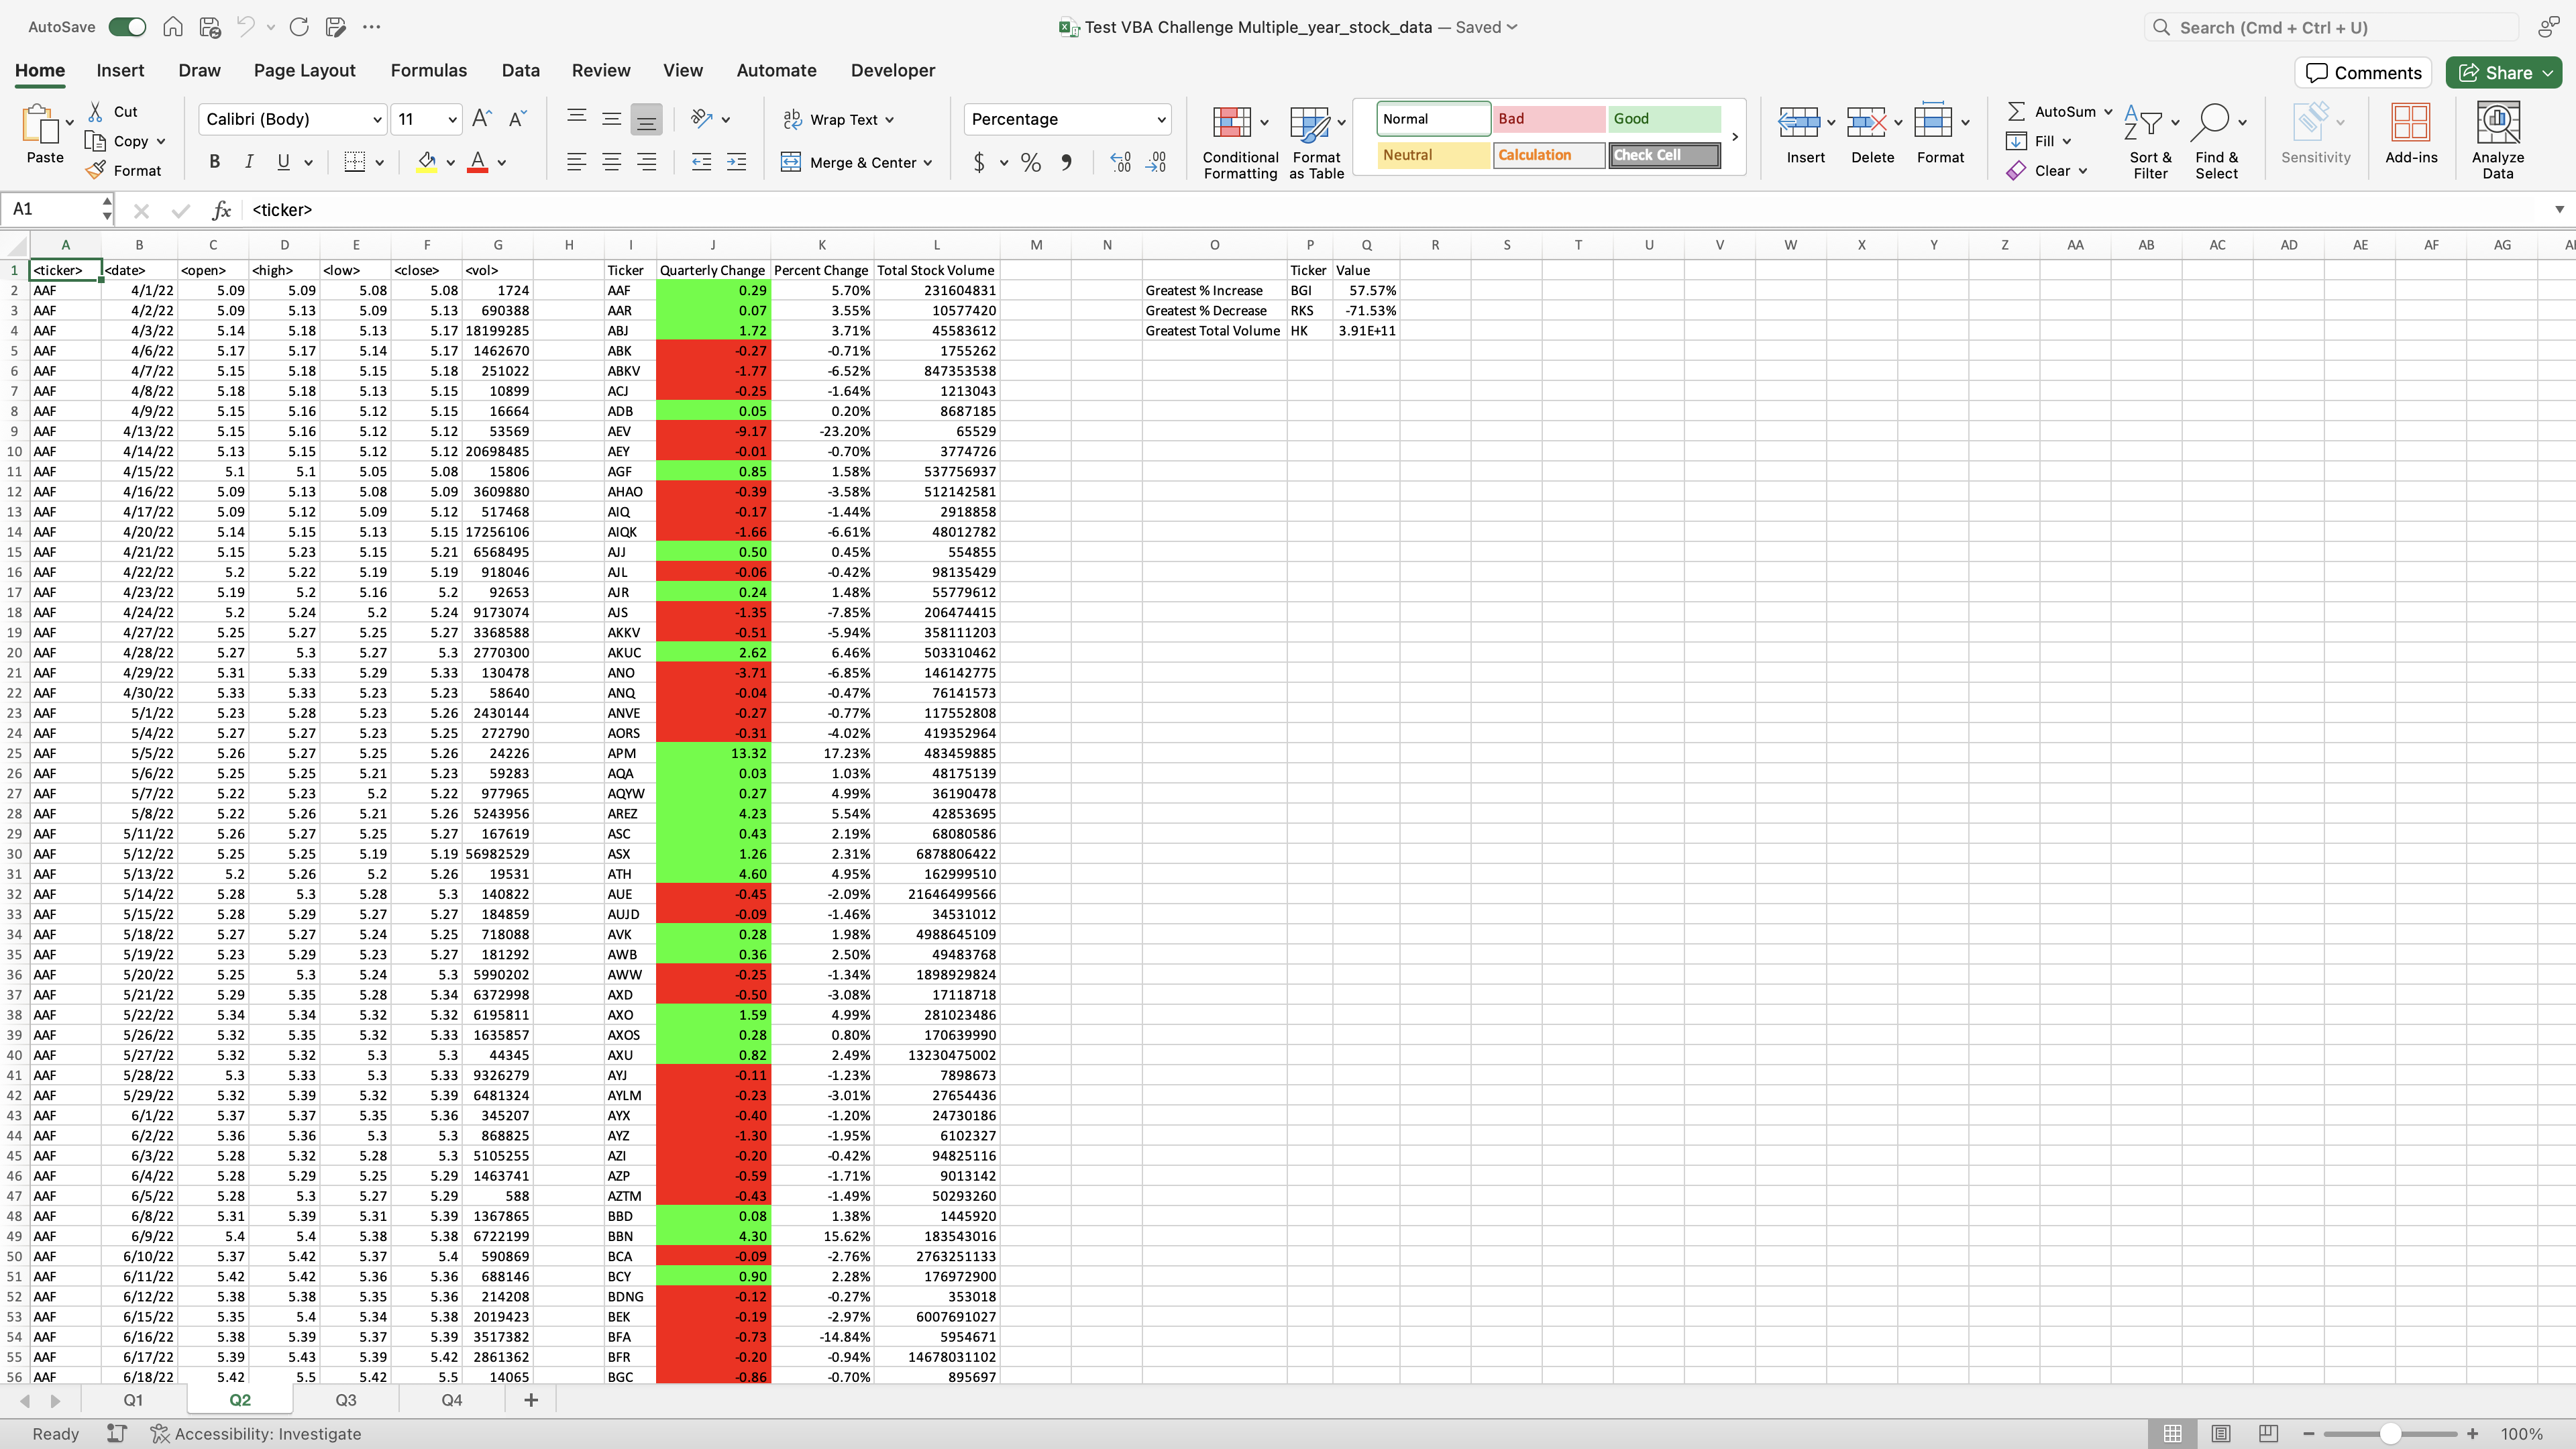 AutoSave
Test VBA Challenge Multiple_year_stock_data — Saved
Search (Cmd + Ctrl + U)
Home Insert Draw Page Layout Formulas Data Review View Automate Developer
Comments Share
Paste Cut Copy Format
Calibri (Body) 11
B I U A
Wrap Text
Merge & Center
Percentage
$ % 9
Conditional Formatting
Format as Table
Normal Bad Good
Neutral Calculation Check Cell
Insert Delete Format
AutoSum Fill Clear
Sort & Filter
Find & Select
Sensitivity
Add-ins
Analyze Data
A1 fx <ticker>
A B C D E F G H I J K L M N O P Q R S T U V W X Y Z AA AB AC AD AE AF AG
1 <ticker> <date> <open> <high> <low> <close> <vol> Ticker Quarterly Change Percent Change Total Stock Volume Ticker Value
2 AAF 4/1/22 5.09 5.09 5.08 5.08 1724 AAF 0.29 5.70% 231604831 Greatest % Increase BGI 57.57%
3 AAF 4/2/22 5.09 5.13 5.09 5.13 690388 AAR 0.07 3.55% 10577420 Greatest % Decrease RKS -71.53%
4 AAF 4/3/22 5.14 5.18 5.13 5.17 18199285 ABJ 1.72 3.71% 45583612 Greatest Total Volume HK 3.91E+11
5 AAF 4/6/22 5.17 5.17 5.14 5.17 1462670 ABK -0.27 -0.71% 1755262
6 AAF 4/7/22 5.15 5.18 5.15 5.18 251022 ABKV -1.77 -6.52% 847353538
7 AAF 4/8/22 5.18 5.18 5.13 5.15 10899 ACJ -0.25 -1.64% 1213043
8 AAF 4/9/22 5.15 5.16 5.12 5.15 16664 ADB 0.05 0.20% 8687185
9 AAF 4/13/22 5.15 5.16 5.12 5.12 53569 AEV -9.17 -23.20% 65529
10 AAF 4/14/22 5.13 5.15 5.12 5.12 20698485 AEY -0.01 -0.70% 3774726
11 AAF 4/15/22 5.1 5.1 5.05 5.08 15806 AGF 0.85 1.58% 537756937
12 AAF 4/16/22 5.09 5.13 5.08 5.09 3609880 AHAO -0.39 -3.58% 512142581
13 AAF 4/17/22 5.09 5.12 5.09 5.12 517468 AIQ -0.17 -1.44% 2918858
14 AAF 4/20/22 5.14 5.15 5.13 5.15 17256106 AIQK -1.66 -6.61% 48012782
15 AAF 4/21/22 5.15 5.23 5.15 5.21 6568495 AJJ 0.50 0.45% 554855
16 AAF 4/22/22 5.2 5.22 5.19 5.19 918046 AJL -0.06 -0.42% 98135429
17 AAF 4/23/22 5.19 5.2 5.16 5.2 92653 AJR 0.24 1.48% 55779612
18 AAF 4/24/22 5.2 5.24 5.2 5.24 9173074 AJS -1.35 -7.85% 206474415
19 AAF 4/27/22 5.25 5.27 5.25 5.27 3368588 AKKV -0.51 -5.94% 358111203
20 AAF 4/28/22 5.27 5.3 5.27 5.3 2770300 AKUC 2.62 6.46% 503310462
21 AAF 4/29/22 5.31 5.33 5.29 5.33 130478 ANO -3.71 -6.85% 146142775
22 AAF 4/30/22 5.33 5.33 5.23 5.23 58640 ANQ -0.04 -0.47% 76141573
23 AAF 5/1/22 5.23 5.28 5.23 5.26 2430144 ANVE -0.27 -0.77% 117552808
24 AAF 5/4/22 5.27 5.27 5.23 5.25 272790 AORS -0.31 -4.02% 419352964
25 AAF 5/5/22 5.26 5.27 5.25 5.26 24226 APM 13.32 17.23% 483459885
26 AAF 5/6/22 5.25 5.25 5.21 5.23 59283 AQA 0.03 1.03% 48175139
27 AAF 5/7/22 5.22 5.23 5.2 5.22 977965 AQYW 0.27 4.99% 36190478
28 AAF 5/8/22 5.22 5.26 5.21 5.26 5243956 AREZ 4.23 5.54% 42853695
29 AAF 5/11/22 5.26 5.27 5.25 5.27 167619 ASC 0.43 2.19% 68080586
30 AAF 5/12/22 5.25 5.25 5.19 5.19 56982529 ASX 1.26 2.31% 6878806422
31 AAF 5/13/22 5.2 5.26 5.2 5.26 19531 ATH 4.60 4.95% 162999510
32 AAF 5/14/22 5.28 5.3 5.28 5.3 140822 AUE -0.45 -2.09% 21646499566
33 AAF 5/15/22 5.28 5.29 5.27 5.27 184859 AUJD -0.09 -1.46% 34531012
34 AAF 5/18/22 5.27 5.27 5.24 5.25 718088 AVK 0.28 1.98% 4988645109
35 AAF 5/19/22 5.23 5.29 5.23 5.27 181292 AWB 0.36 2.50% 49483768
36 AAF 5/20/22 5.25 5.3 5.24 5.3 5990202 AWW -0.25 -1.34% 1898929824
37 AAF 5/21/22 5.29 5.35 5.28 5.34 6372998 AXD -0.50 -3.08% 17118718
38 AAF 5/22/22 5.34 5.34 5.32 5.32 6195811 AXO 1.59 4.99% 281023486
39 AAF 5/26/22 5.32 5.35 5.32 5.33 1635857 AXOS 0.28 0.80% 170639990
40 AAF 5/27/22 5.32 5.32 5.3 5.3 44345 AXU 0.82 2.49% 13230475002
41 AAF 5/28/22 5.3 5.33 5.3 5.33 9326279 AYJ -0.11 -1.23% 7898673
42 AAF 5/29/22 5.32 5.39 5.32 5.39 6481324 AYLM -0.23 -3.01% 27654436
43 AAF 6/1/22 5.37 5.37 5.35 5.36 345207 AYX -0.40 -1.20% 24730186
44 AAF 6/2/22 5.36 5.36 5.3 5.3 868825 AYZ -1.30 -1.95% 6102327
45 AAF 6/3/22 5.28 5.32 5.28 5.3 5105255 AZI -0.20 -0.42% 94825116
46 AAF 6/4/22 5.28 5.29 5.25 5.29 1463741 AZP -0.59 -1.71% 9013142
47 AAF 6/5/22 5.28 5.3 5.27 5.29 588 AZTM -0.43 -1.49% 50293260
48 AAF 6/8/22 5.31 5.39 5.31 5.39 1367865 BBD 0.08 1.38% 1445920
49 AAF 6/9/22 5.4 5.4 5.38 5.38 6722199 BBN 4.30 15.62% 183543016
50 AAF 6/10/22 5.37 5.42 5.37 5.4 590869 BCA -0.09 -2.76% 2763251133
51 AAF 6/11/22 5.42 5.42 5.36 5.36 688146 BCY 0.90 2.28% 176972900
52 AAF 6/12/22 5.38 5.38 5.35 5.36 214208 BDNG -0.12 -0.27% 353018
53 AAF 6/15/22 5.35 5.4 5.34 5.38 2019423 BEK -0.19 -2.97% 6007691027
54 AAF 6/16/22 5.38 5.39 5.37 5.39 3517382 BFA -0.73 -14.84% 5954671
55 AAF 6/17/22 5.39 5.43 5.39 5.42 2861362 BFR -0.20 -0.94% 14678031102
56 AAF 6/18/22 5.42 5.5 5.42 5.5 14065 BGC -0.86 -0.70% 895697
Q1 Q2 Q3 Q4 +
Ready Accessibility: Investigate 100%